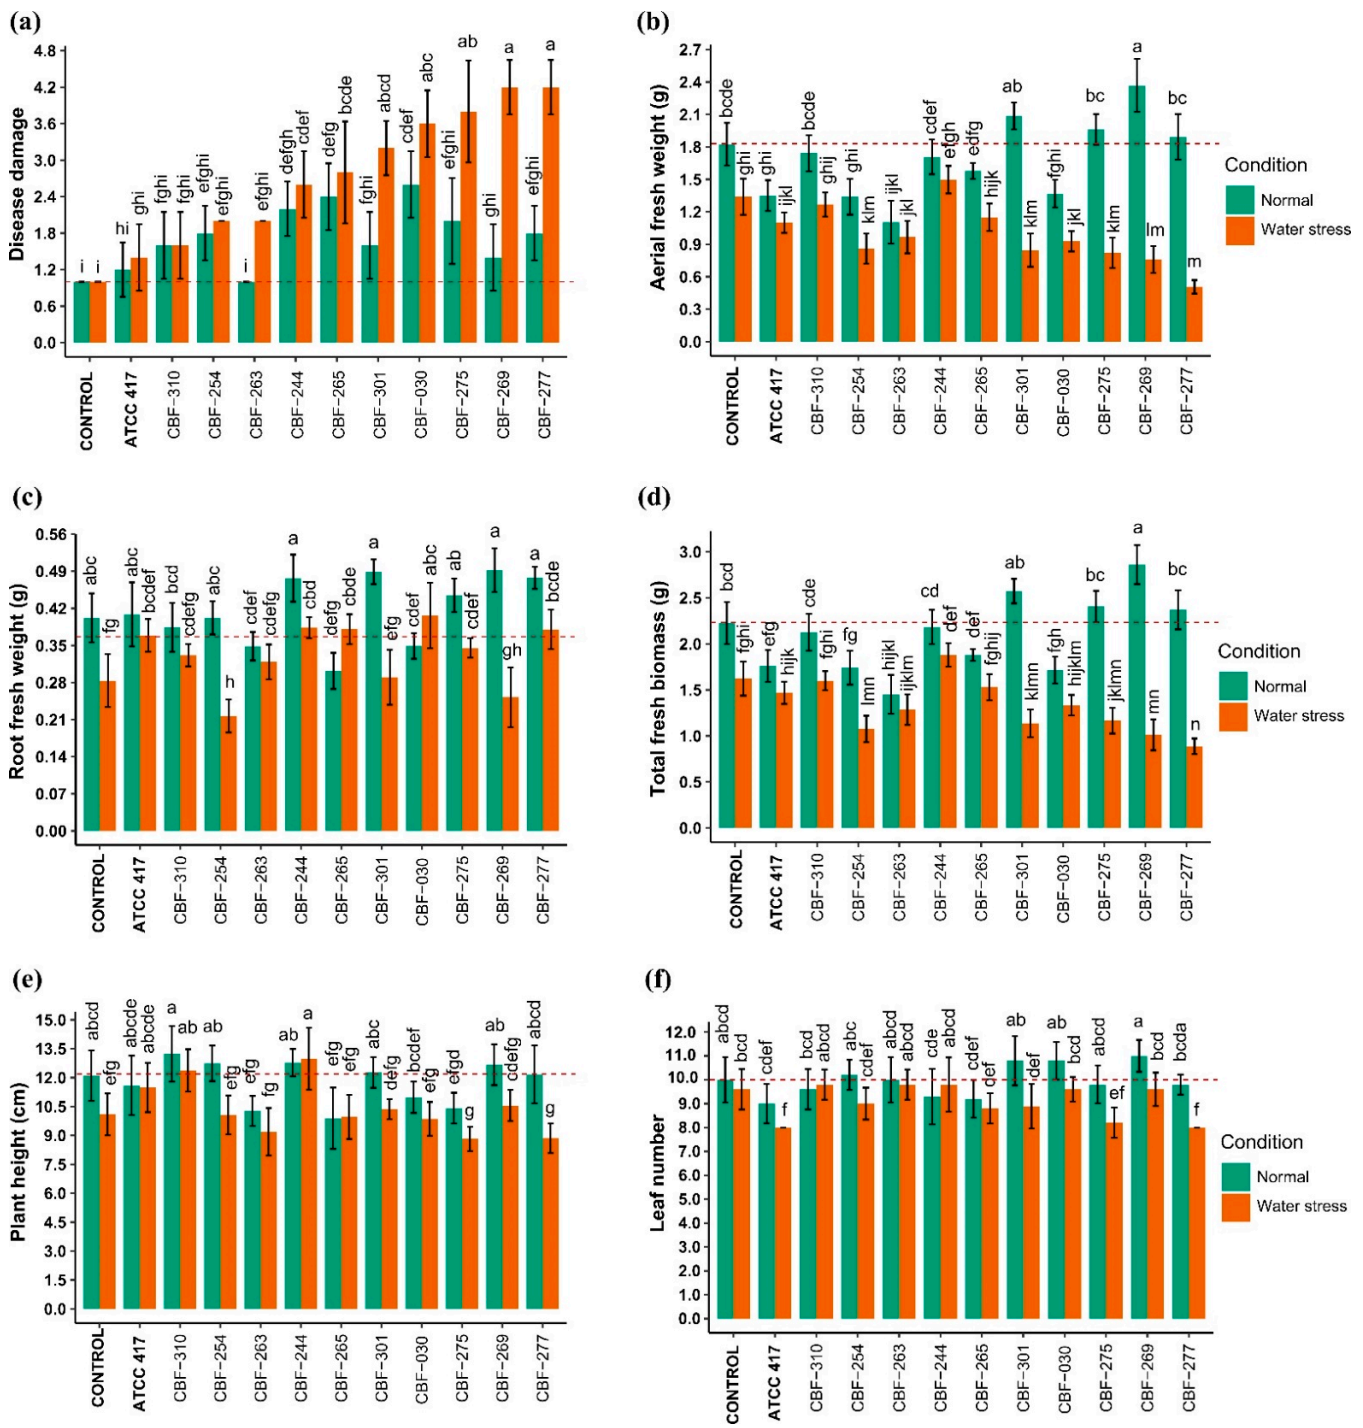 (a)
Disease damage
4.8
4.2
3.6
3.0
2.4
1.8
1.2
0.6
0.0
i i hi ghi fghi fghi efghi efghi i efghi defgh cdef defg bcde fghi abcd cdef abc efghi ab ghi a efghi a
CONTROL ATCC 417 CBF−310 CBF−254 CBF−263 CBF−244 CBF−265 CBF−301 CBF−030 CBF−275 CBF−269 CBF−277
(b)
Aerial fresh weight (g)
2.7
2.4
2.1
1.8
1.5
1.2
0.9
0.6
0.3
0.0
bcde ghi ghi ijkl bcde ghij ghi klm ijkl jkl cdef efgh edfg hijk ab klm fghi jkl bc klm a lm bc m
CONTROL ATCC 417 CBF−310 CBF−254 CBF−263 CBF−244 CBF−265 CBF−301 CBF−030 CBF−275 CBF−269 CBF−277
Condition
Normal
Water stress
(c)
Root fresh weight (g)
0.56
0.49
0.42
0.35
0.28
0.21
0.14
0.07
0.00
abc fg abc bcdef bcd cdefg abc h cdef cdefg a cbd defg cbde a efg cdef abc ab cdef a gh a bcde
CONTROL ATCC 417 CBF−310 CBF−254 CBF−263 CBF−244 CBF−265 CBF−301 CBF−030 CBF−275 CBF−269 CBF−277
(d)
Total fresh biomass (g)
3.0
2.5
2.0
1.5
1.0
0.5
0.0
bcd fghi efg hijk cde fghi fg lmn hijkl ijklm cd def def fghij ab klmn fgh hijklm bc jklmn a mn bc n
CONTROL ATCC 417 CBF−310 CBF−254 CBF−263 CBF−244 CBF−265 CBF−301 CBF−030 CBF−275 CBF−269 CBF−277
Condition
Normal
Water stress
(e)
Plant height (cm)
15.0
13.5
12.0
10.5
9.0
7.5
6.0
4.5
3.0
1.5
0.0
abcd efg abcde abcde a ab ab efg efg fg ab a efg efg abc defg bcdef efg efgd g ab cdefg abcd g
CONTROL ATCC 417 CBF−310 CBF−254 CBF−263 CBF−244 CBF−265 CBF−301 CBF−030 CBF−275 CBF−269 CBF−277
(f)
Leaf number
12.0
11.0
10.0
9.0
8.0
7.0
6.0
5.0
4.0
3.0
2.0
1.0
0.0
abcd bcd cdef f bcd abcd abc cdef abcd abcd cde abcd cdef def ab def ab bcd abcd ef a bcd bcda f
CONTROL ATCC 417 CBF−310 CBF−254 CBF−263 CBF−244 CBF−265 CBF−301 CBF−030 CBF−275 CBF−269 CBF−277
Condition
Normal
Water stress